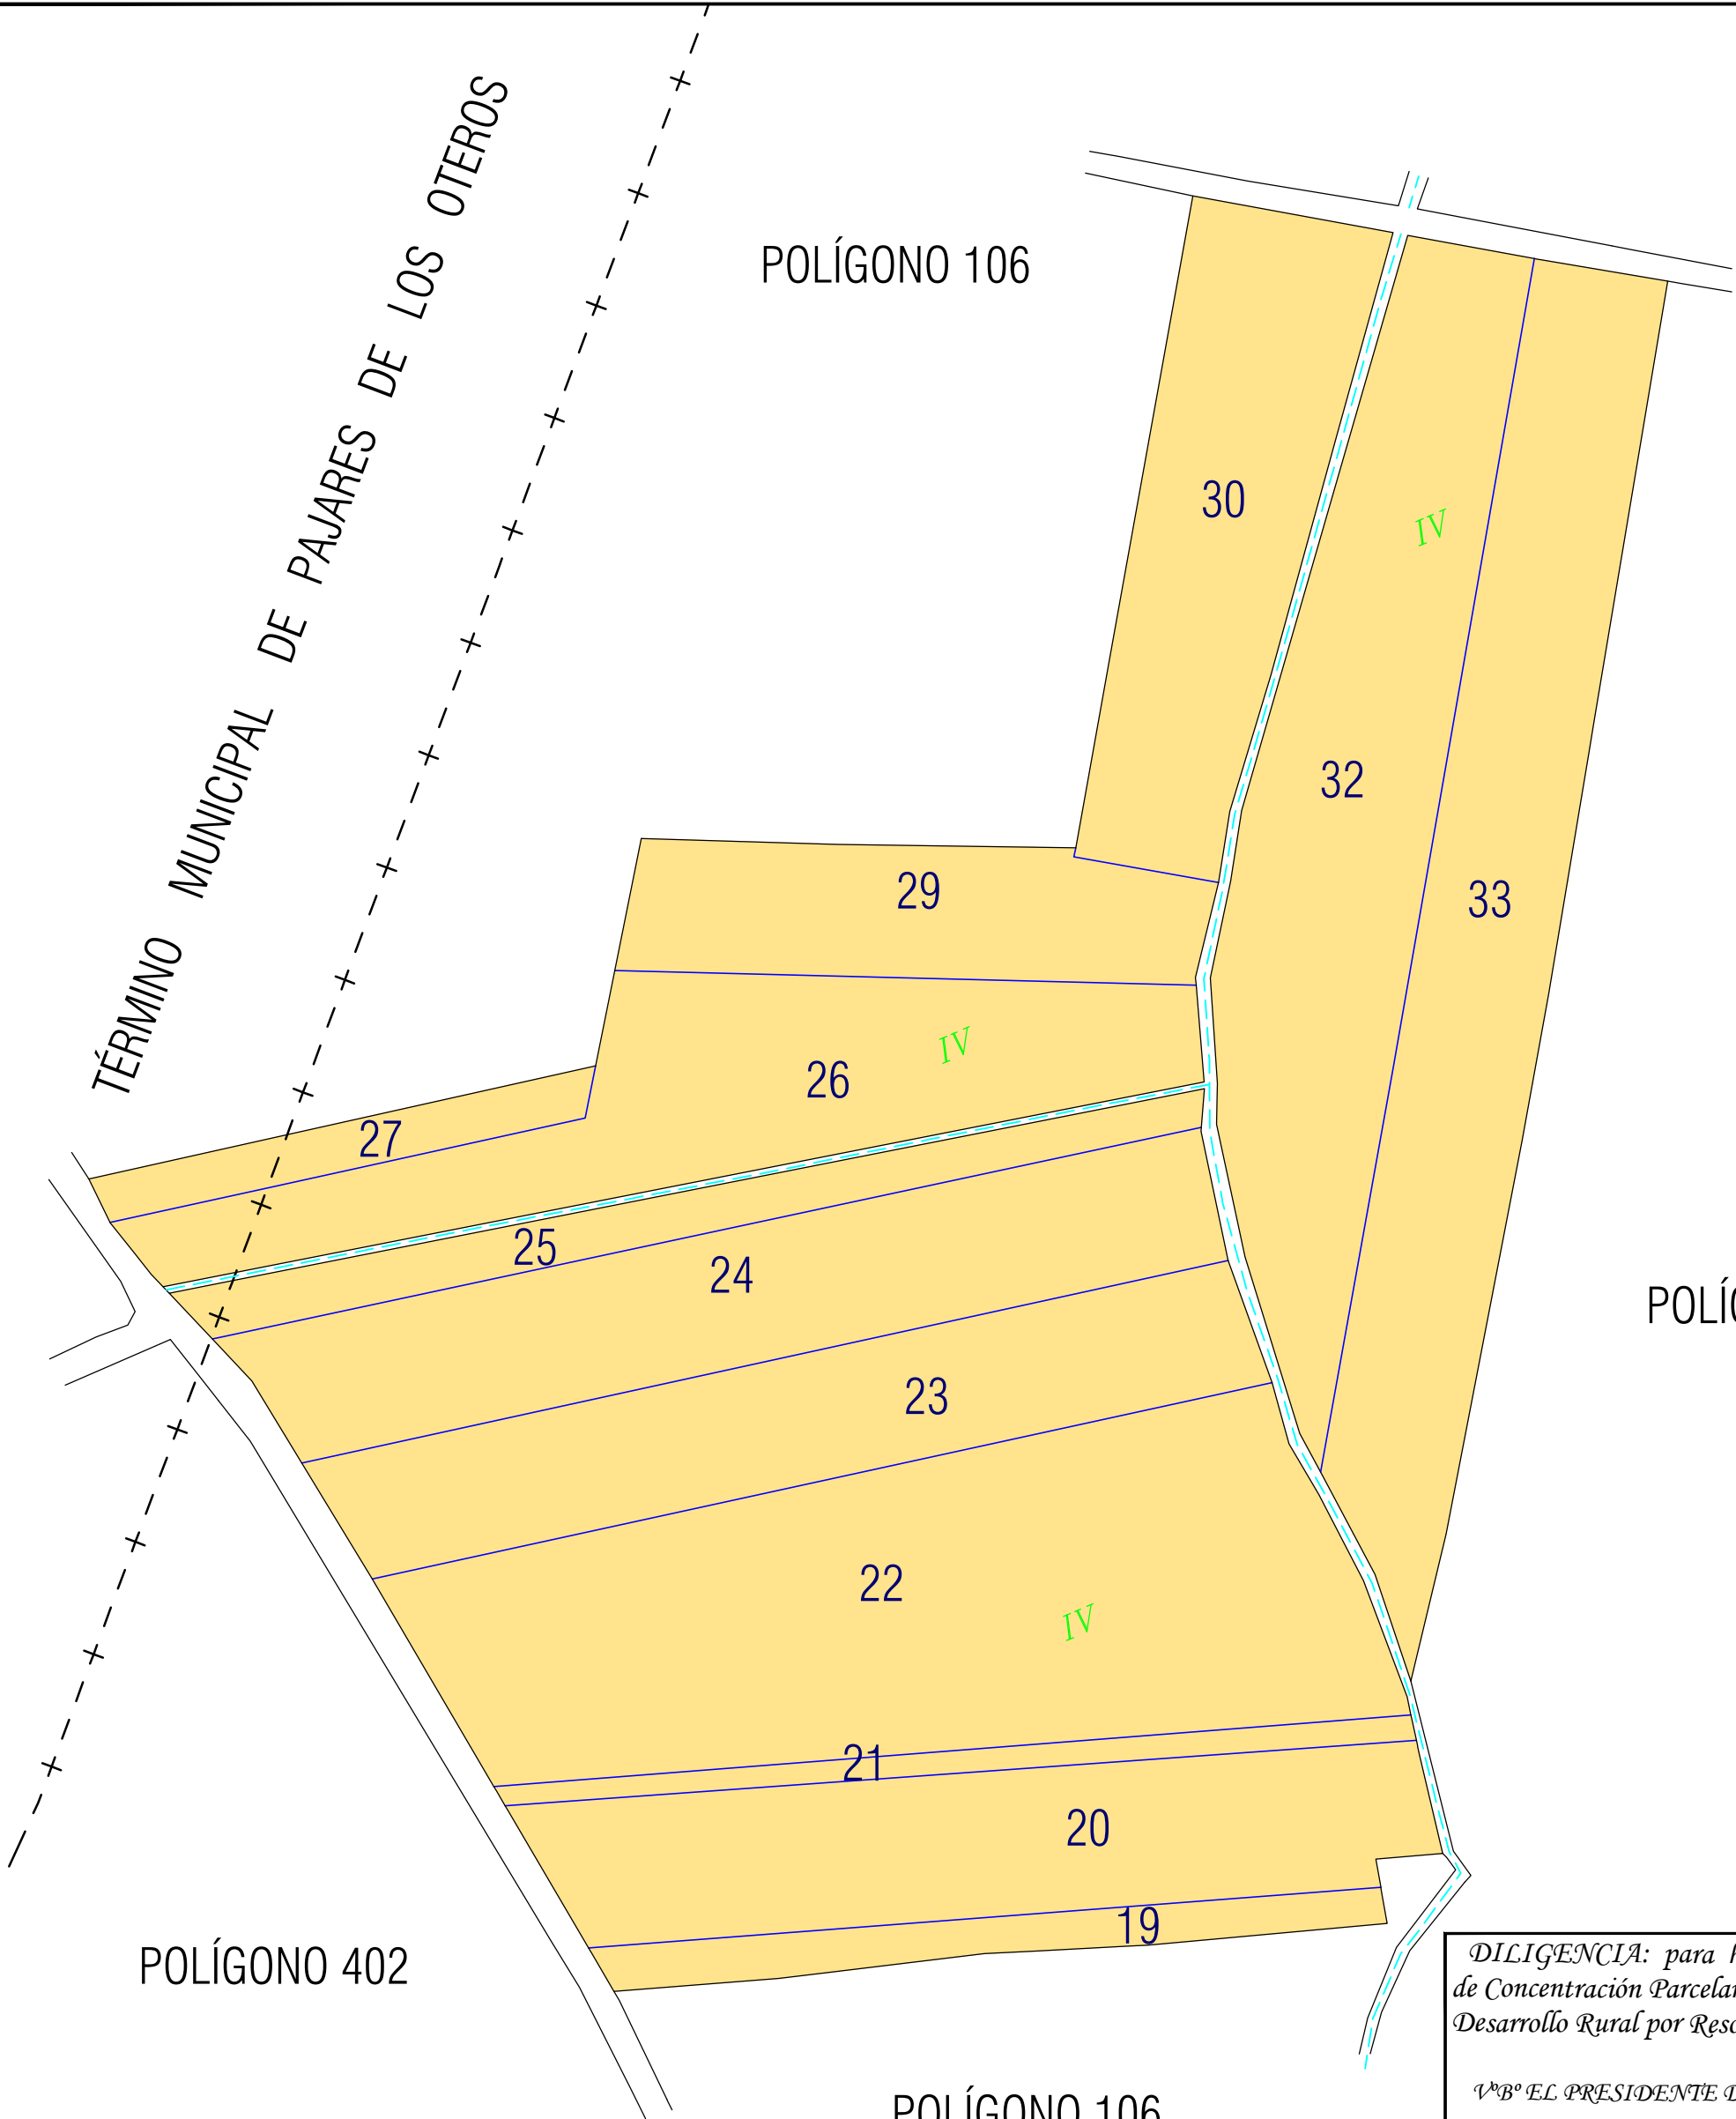 TÉRMINO MUNICIPAL DE PAJARES DE LOS OTEROS
POLÍGONO 106
30
IV
32
29
33
IV
26
27
25
24
23
22
IV
21
20
19
POLÍGONO 402
DILIGENCIA: para
de Concentración
Desarrollo Rural por
VºBº EL PRESIDENTE
POLÍGONO 106